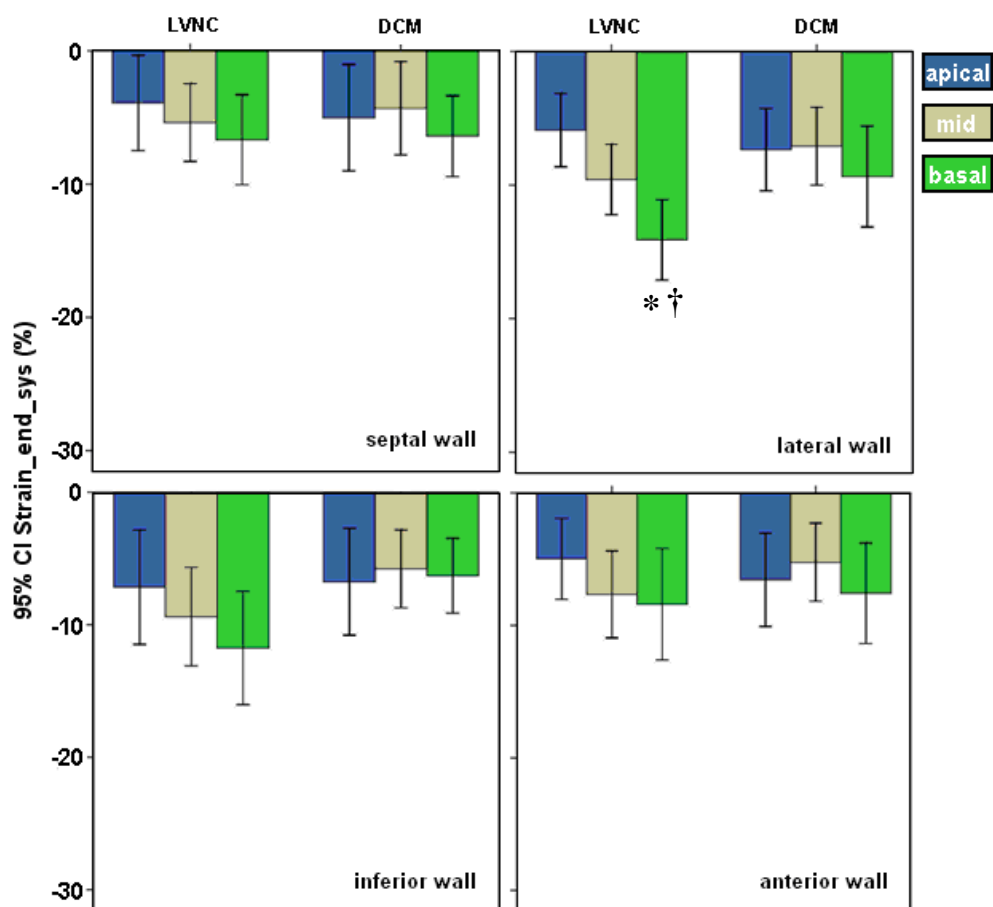 LVNC DCM LVNC DCM
0
-10
-20
-30
septal wall
* †
lateral wall
apical
mid
basal
95% CI Strain_end_sys (%)
0
-10
-20
-30
inferior wall
anterior wall